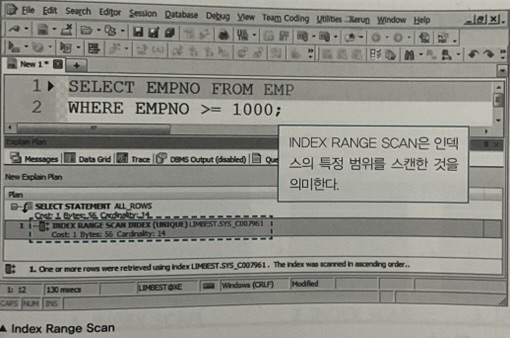 File Edit Search Editor Session Database Debug View Team Coding Utilities Rerun Window Help
New 1 *
1 SELECT EMPNO FROM EMP
2 WHERE EMPNO >= 1000;
INDEX RANGE SCAN은 인덱
스의 특정 범위를 스캔한 것을
의미한다.
Explain Plan
Messages Data Grid Trace DBMS Output (disabled)
New Explain Plan
Plan
SELECT STATEMENT ALL_ROWS
Cost: 1 Bytes: 56 Cardinality: 14
1 INDEX RANGE SCAN INDEX (UNIQUE) LIMBEST.SYS_C007961
Cost: 1 Bytes: 56 Cardinality: 14
1. One or more rows were retrieved using index LIMBEST.SYS_C007961 . The index was scanned in ascending order..
1: 12 130 msecs LIMBEST@XE Windows (CRLF) Modified
CAPS NUM INS
▲ Index Range Scan